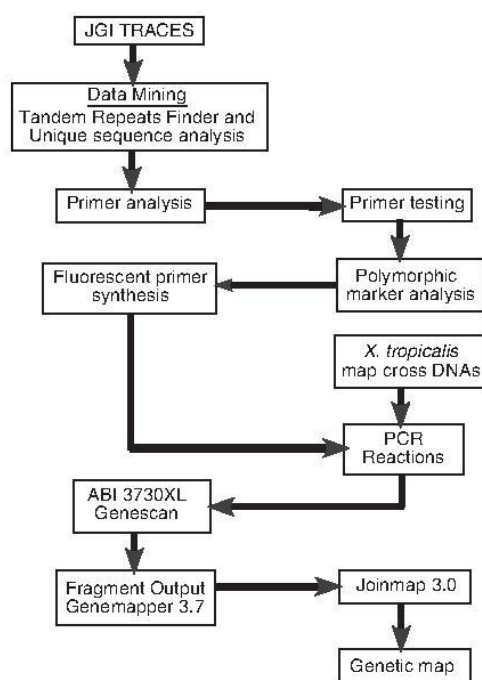 JGI TRACES
Data Mining
Tandem Repeats Finder and
Unique sequence analysis
Primer analysis
Primer testing
Polymorphic
marker analysis
Fluorescent primer
synthesis
X. tropicalis
map cross DNAs
PCR
Reactions
ABI 3730XL
Genescan
Fragment Output
Genemapper 3.7
Joinmap 3.0
Genetic map